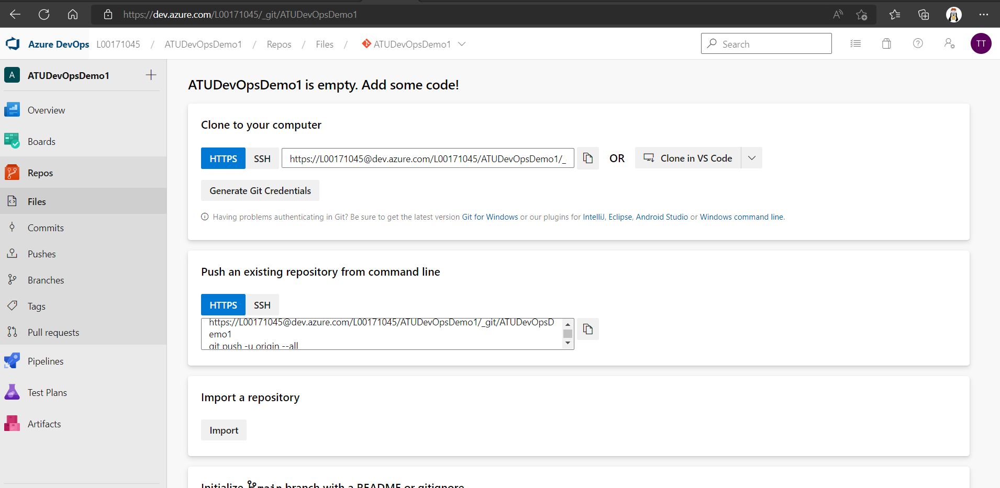 https://dev.azure.com/L00171045/_git/ATUDevOpsDemo1
Azure DevOps L00171045 / ATUDevOpsDemo1 / Repos / Files / ATUDevOpsDemo1
Search
TT
A ATUDevOpsDemo1
Overview
Boards
Repos
Files
Commits
Pushes
Branches
Tags
Pull requests
Pipelines
Test Plans
Artifacts
ATUDevOpsDemo1 is empty. Add some code!
Clone to your computer
HTTPS SSH https://L00171045@dev.azure.com/L00171045/ATUDevOpsDemo1/_ OR Clone in VS Code
Generate Git Credentials
Having problems authenticating in Git? Be sure to get the latest version Git for Windows or our plugins for IntelliJ, Eclipse, Android Studio or Windows command line.
Push an existing repository from command line
HTTPS SSH
https://L00171045@dev.azure.com/L00171045/ATUDevOpsDemo1/_git/ATUDevOpsD
emo1
git push -u origin --all
Import a repository
Import
Initialize main branch with a README or gitignore